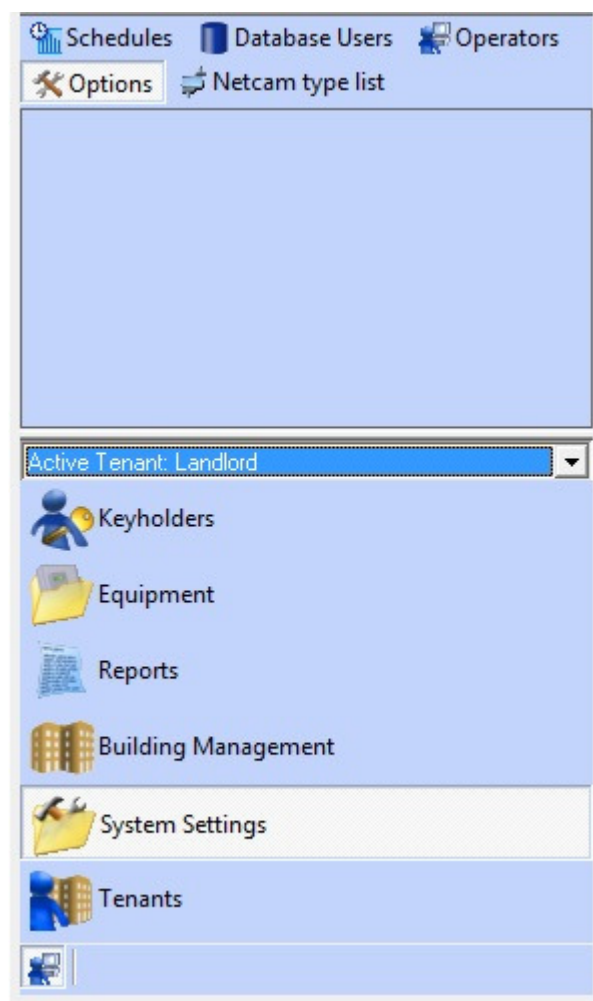 Schedules Database Users Operators
Options Netcam type list
Active Tenant: Landlord
Keyholders
Equipment
Reports
Building Management
System Settings
Tenants